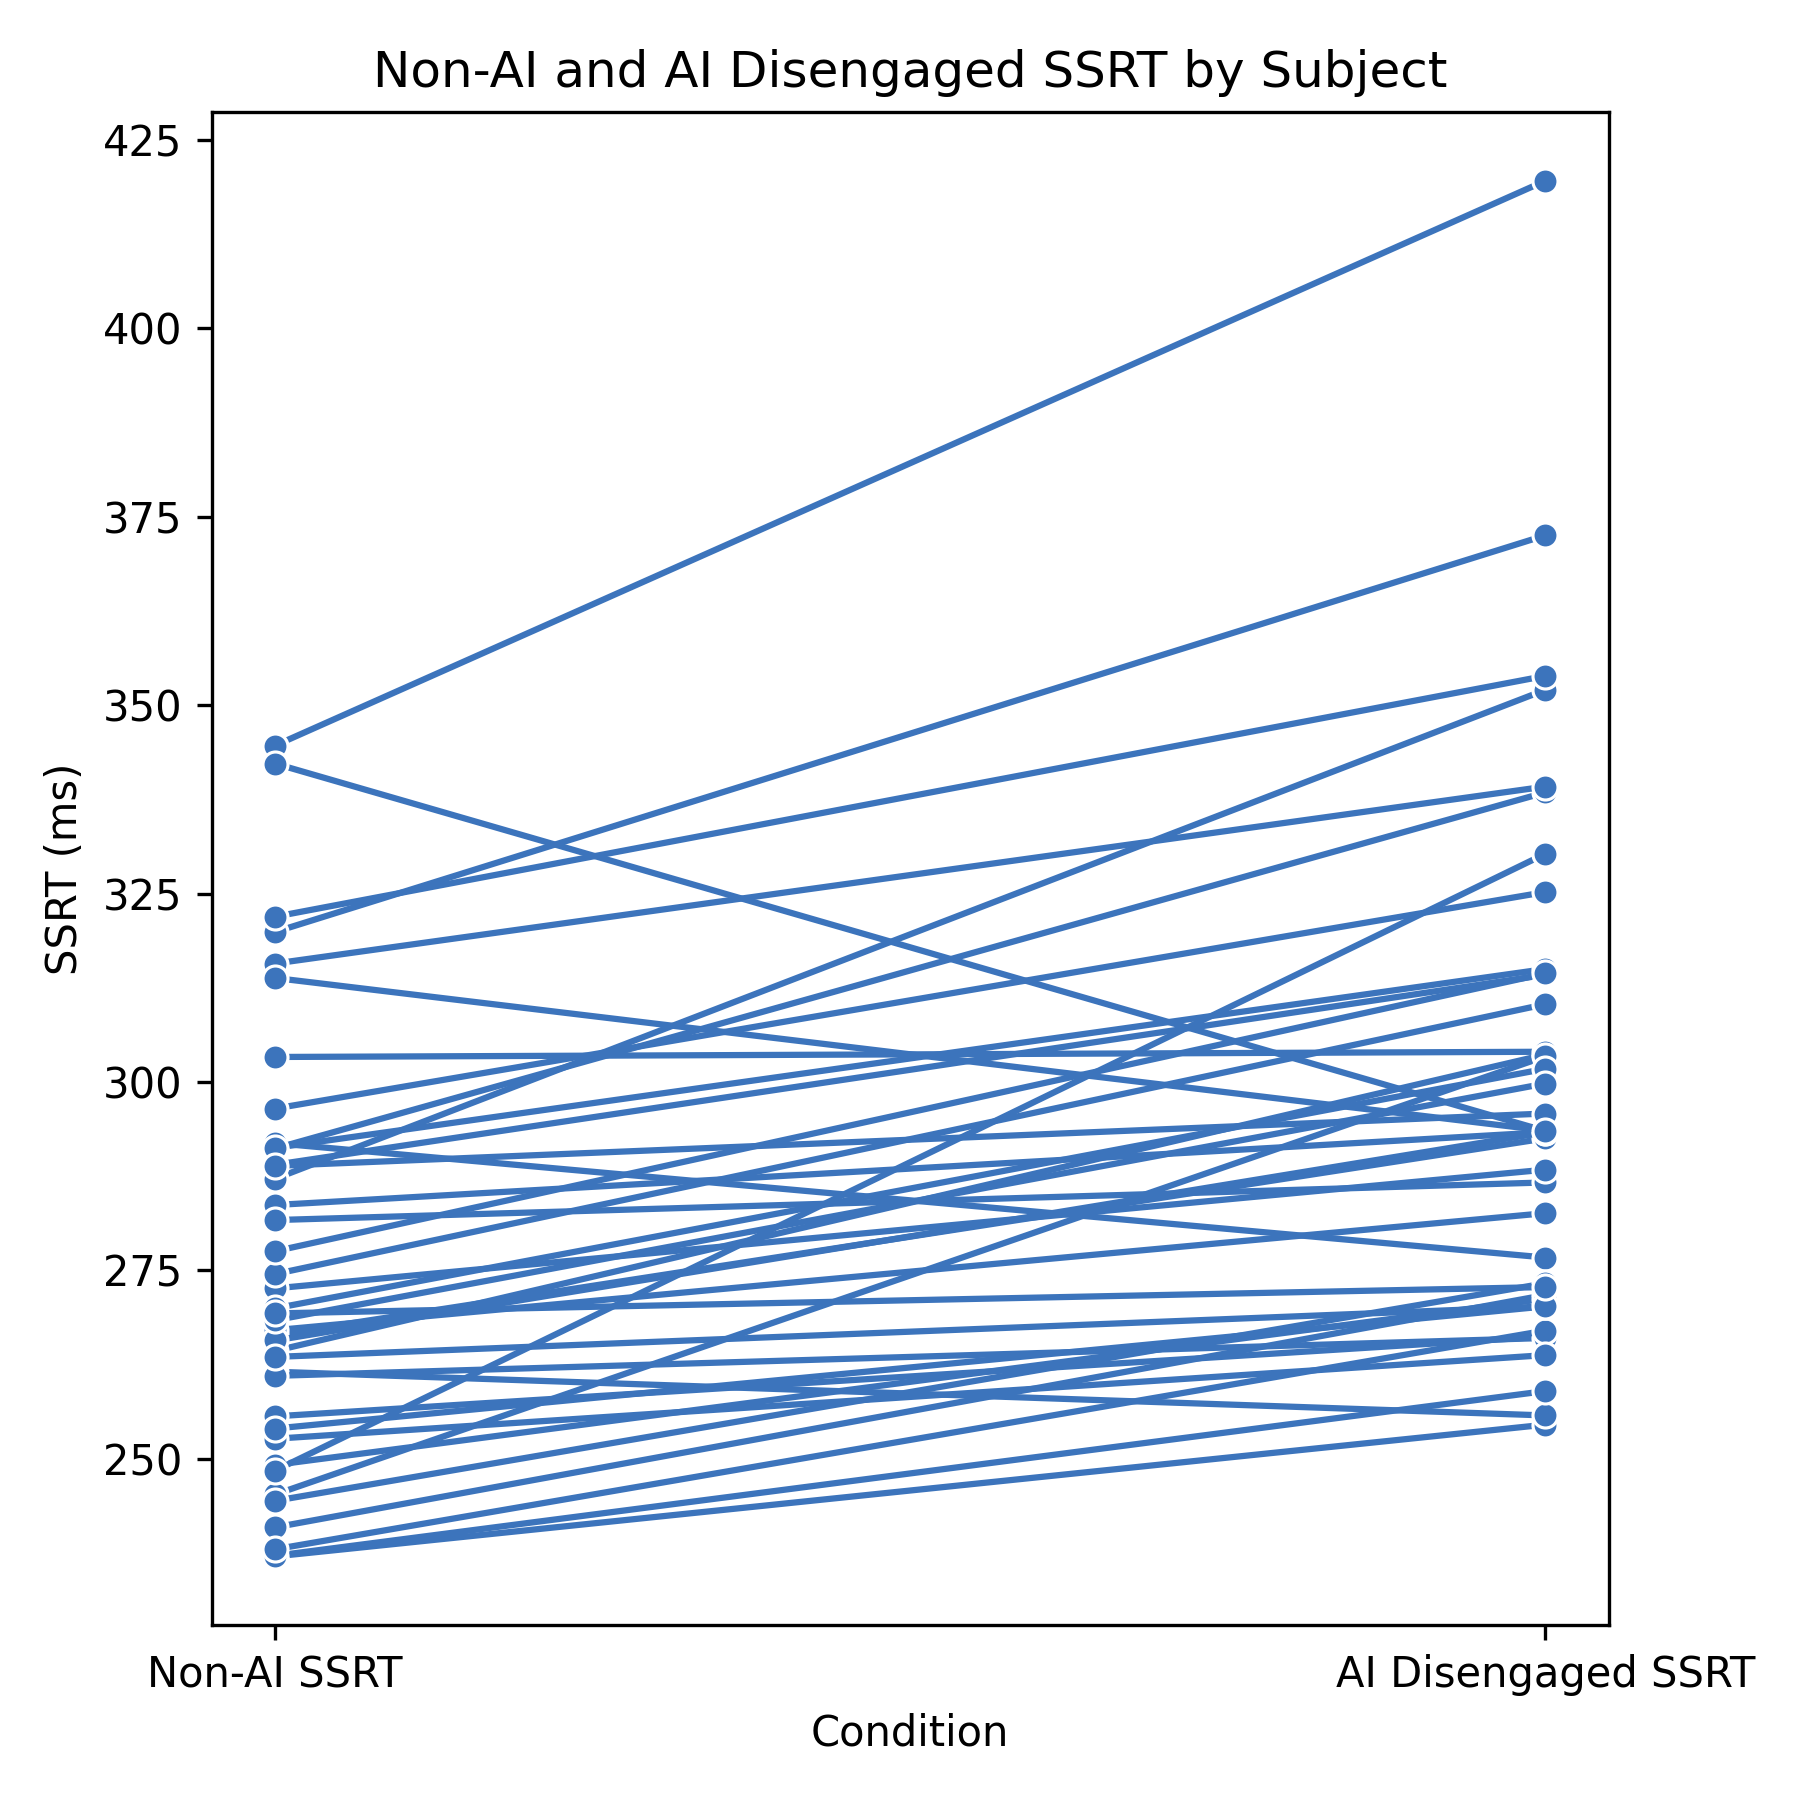 Non-AI and AI Disengaged SSRT by Subject
425
400
375
350
325
300
275
250
SSRT (ms)
Non-AI SSRT
AI Disengaged SSRT
Condition